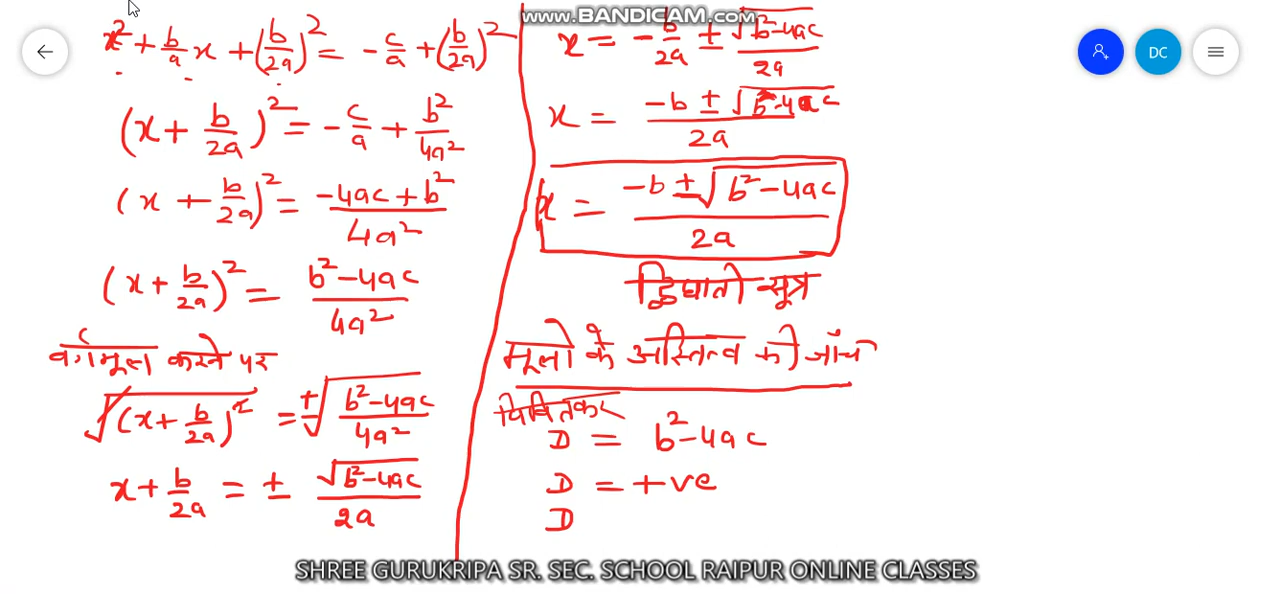 www.BANDICAM.com
DC
x² + b/a x + (b/2a)² = -c/a + (b/2a)²
(x + b/2a)² = -c/a + b²/4a²
(x + b/2a)² = -4ac + b²/4a²
(x + b/2a)² = b² - 4ac/4a²
वर्गमूल करने पर
√(x + b/2a)² = ±√b² - 4ac/4a²
x + b/2a = ± √b² - 4ac/2a
x = -b/2a ± √b² - 4ac/2a
x = -b ± √b² - 4ac/2a
x = -b ± √b² - 4ac/2a
द्विघाती सूत्र
मूलो के अस्तित्व की जांच
D = b² - 4ac
D = +ve
D
SHREE GURUKRIPA SR. SEC. SCHOOL RAIPUR ONLINE CLASSES